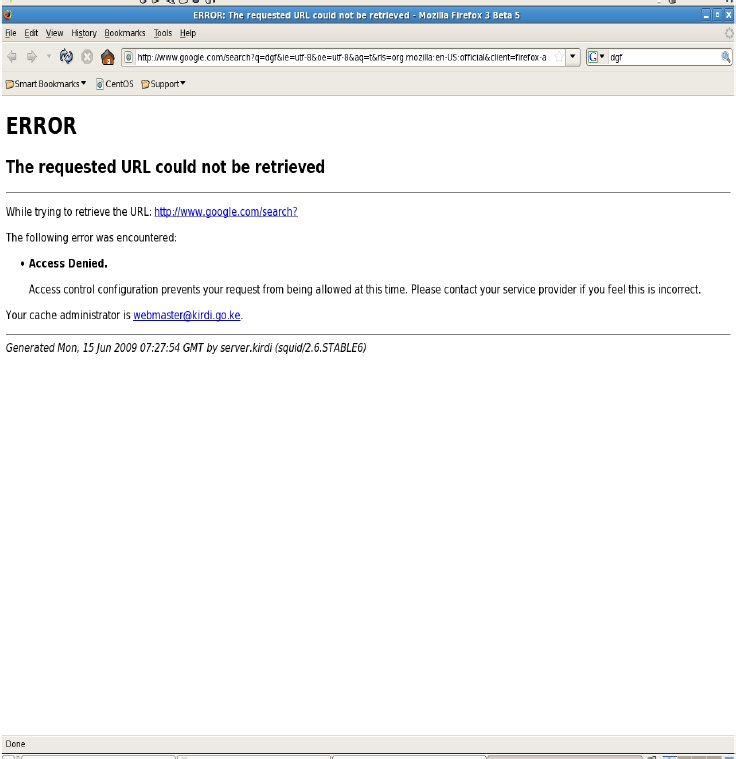 ERROR: The requested URL could not be retrieved - Mozilla Firefox 3 Beta 5
File Edit View History Bookmarks Tools Help
http://www.google.com/search?q=dgf&ie=utf-8&oe=utf-8&aq=t&rls=org.mozilla:en-US:official&client=firefox-a
G dgf
Smart Bookmarks CentOS Support
ERROR
The requested URL could not be retrieved
While trying to retrieve the URL: http://www.google.com/search?
The following error was encountered:
• Access Denied.
Access control configuration prevents your request from being allowed at this time. Please contact your service provider if you feel this is incorrect.
Your cache administrator is webmaster@kirdi.go.ke.
Generated Mon, 15 Jun 2009 07:27:54 GMT by server.kirdi (squid/2.6.STABLE6)
Done